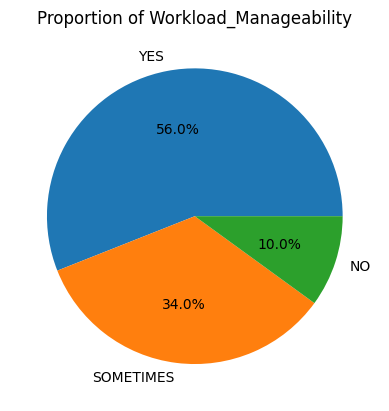 Proportion of Workload_Manageability
YES
56.0%
10.0%
NO
34.0%
SOMETIMES